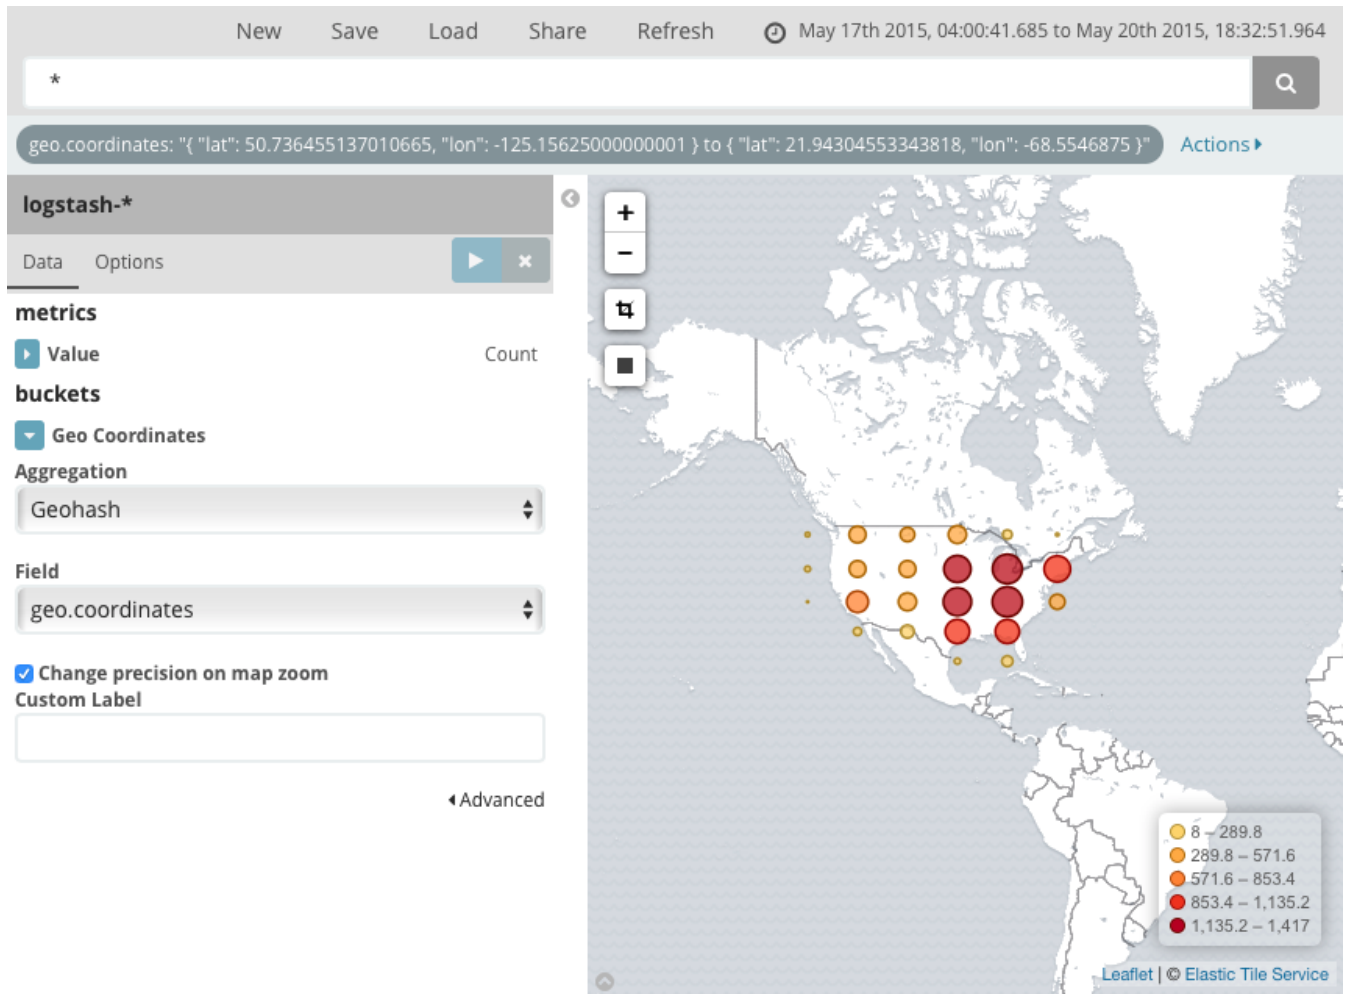 New Save Load Share Refresh May 17th 2015, 04:00:41.685 to May 20th 2015, 18:32:51.964
*
geo.coordinates: "{ "lat": 50.736455137010665, "lon": -125.15625000000001 } to { "lat": 21.94304553343818, "lon": -68.5546875 }" Actions
logstash-*
Data Options
metrics
Value Count
buckets
Geo Coordinates
Aggregation
Geohash
Field
geo.coordinates
Change precision on map zoom
Custom Label
Advanced
+
−
8 – 289.8
289.8 – 571.6
571.6 – 853.4
853.4 – 1,135.2
1,135.2 – 1,417
Leaflet | © Elastic Tile Service